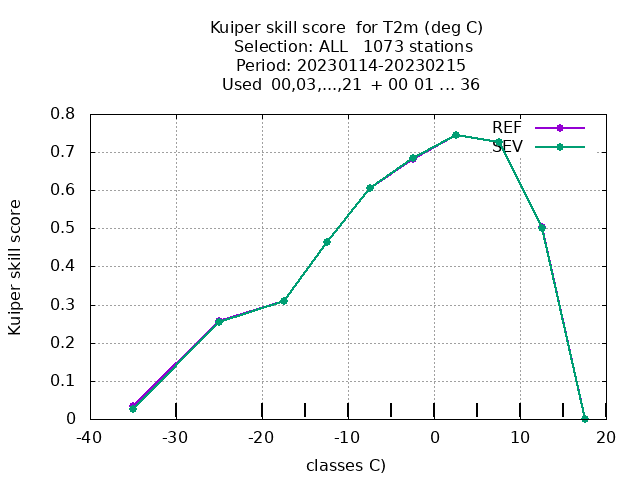 Kuiper skill score for T2m (deg C)
Selection: ALL 1073 stations
Period: 20230114-20230215
Used 00,03,...,21 + 00 01 ... 36
0.8
0.7
0.6
0.5
0.4
0.3
0.2
0.1
0
Kuiper skill score
REF
SEV
-40 -30 -20 -10 0 10 20
classes C)